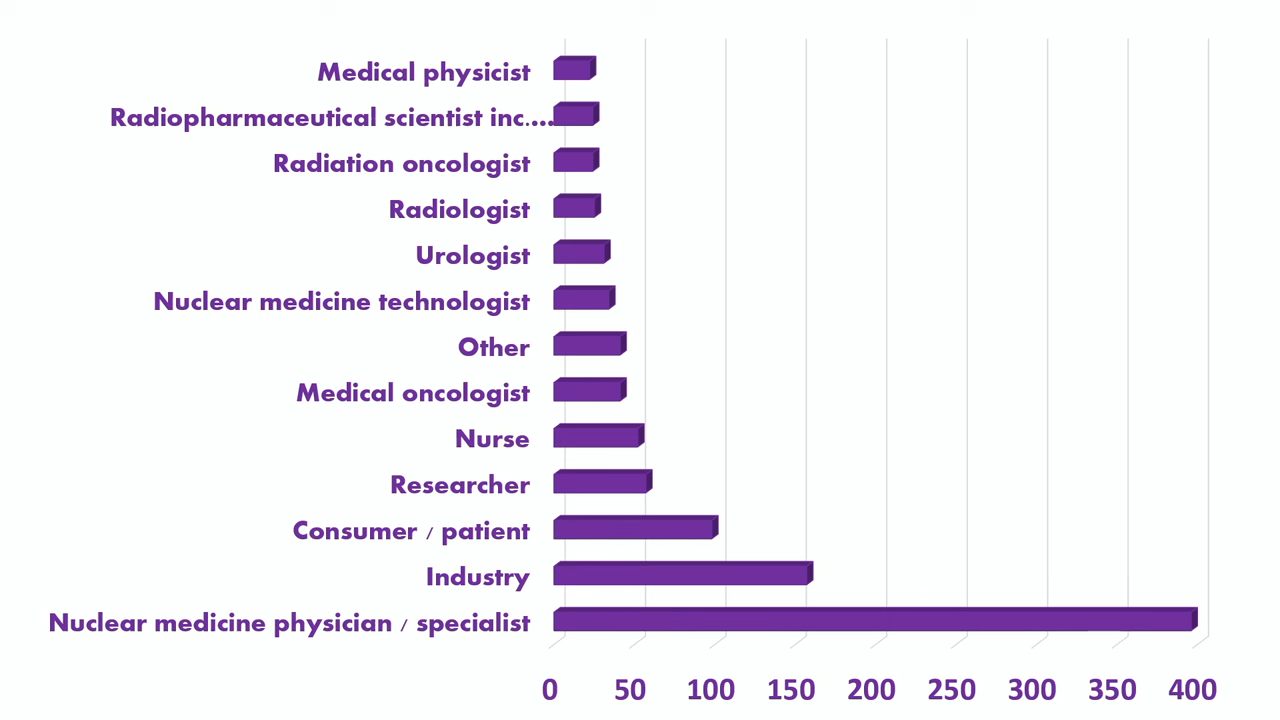 Medical physicist
Radiopharmaceutical scientist inc....
Radiation oncologist
Radiologist
Urologist
Nuclear medicine technologist
Other
Medical oncologist
Nurse
Researcher
Consumer / patient
Industry
Nuclear medicine physician / specialist
0 50 100 150 200 250 300 350 400